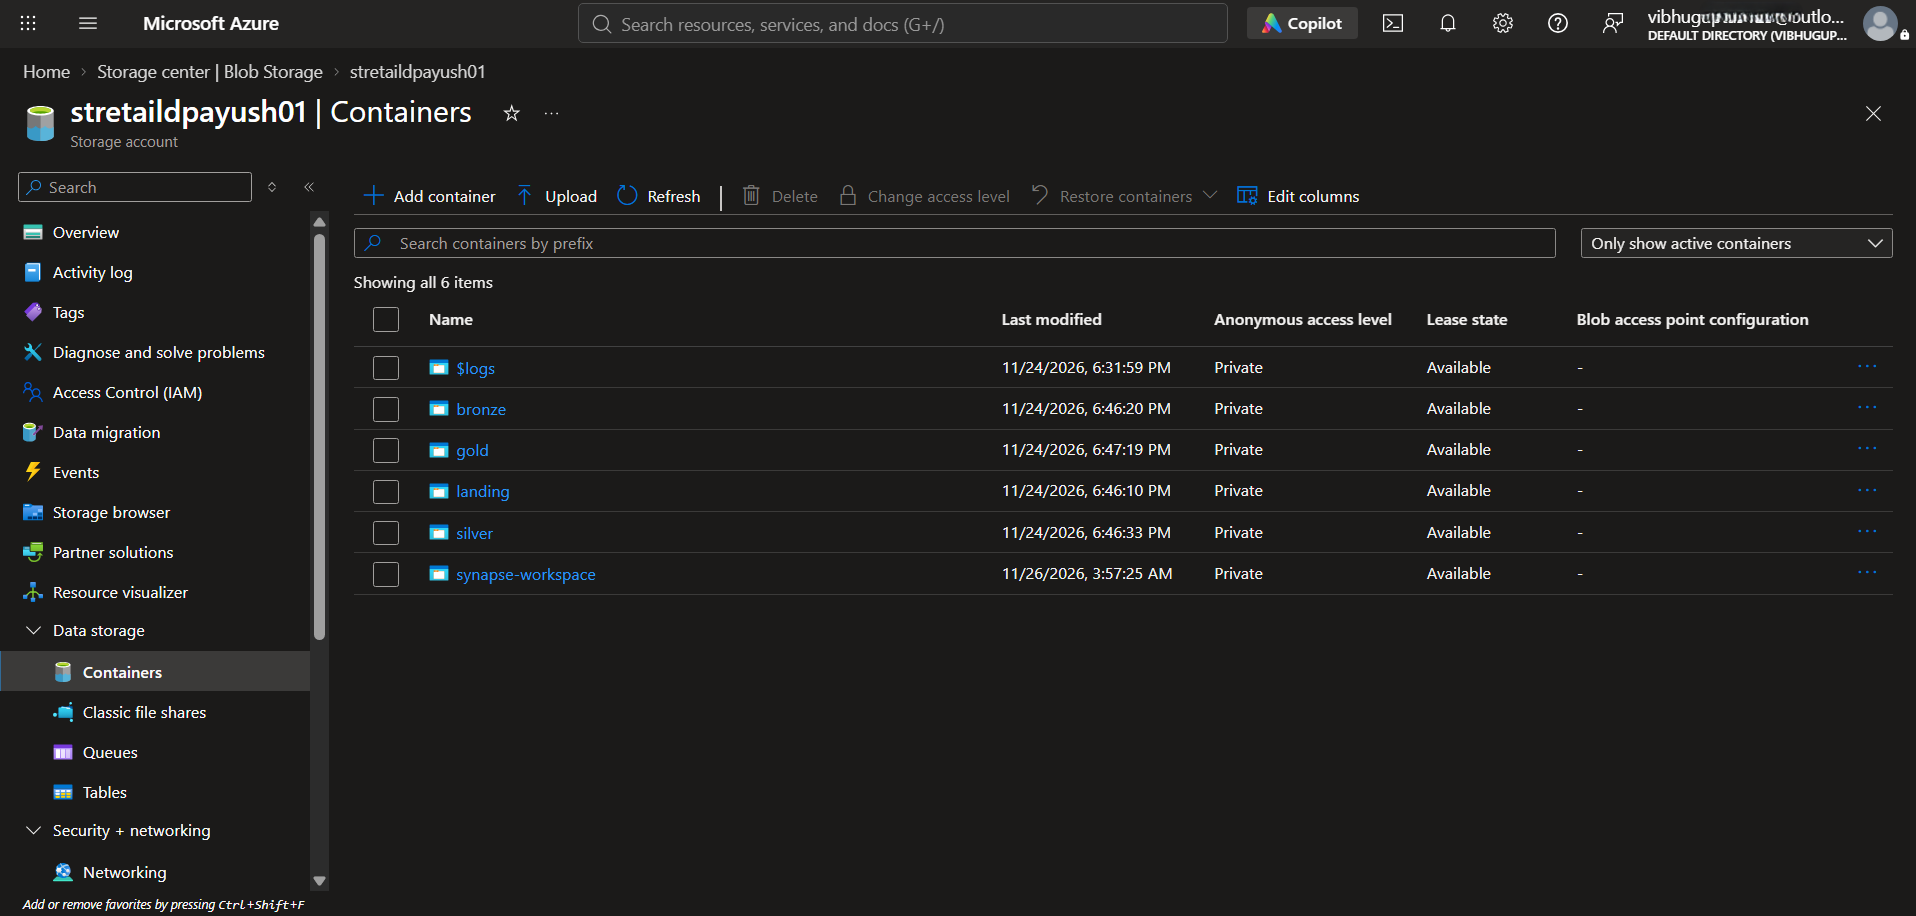 Microsoft Azure
Search resources, services, and docs (G+/)
Copilot
DEFAULT DIRECTORY (VIBHUGUP...
Home > Storage center | Blob Storage > stretaildpayush01
stretaildpayush01 | Containers
Storage account
Search
Add container
Upload
Refresh
Delete
Change access level
Restore containers
Edit columns
Overview
Activity log
Tags
Diagnose and solve problems
Access Control (IAM)
Data migration
Events
Storage browser
Partner solutions
Resource visualizer
Data storage
Containers
Classic file shares
Queues
Tables
Security + networking
Networking
Add or remove favorites by pressing Ctrl+Shift+F
Search containers by prefix
Only show active containers
Showing all 6 items
Name Last modified Anonymous access level Lease state Blob access point configuration
$logs 11/24/2026, 6:31:59 PM Private Available -
bronze 11/24/2026, 6:46:20 PM Private Available -
gold 11/24/2026, 6:47:19 PM Private Available -
landing 11/24/2026, 6:46:10 PM Private Available -
silver 11/24/2026, 6:46:33 PM Private Available -
synapse-workspace 11/26/2026, 3:57:25 AM Private Available -